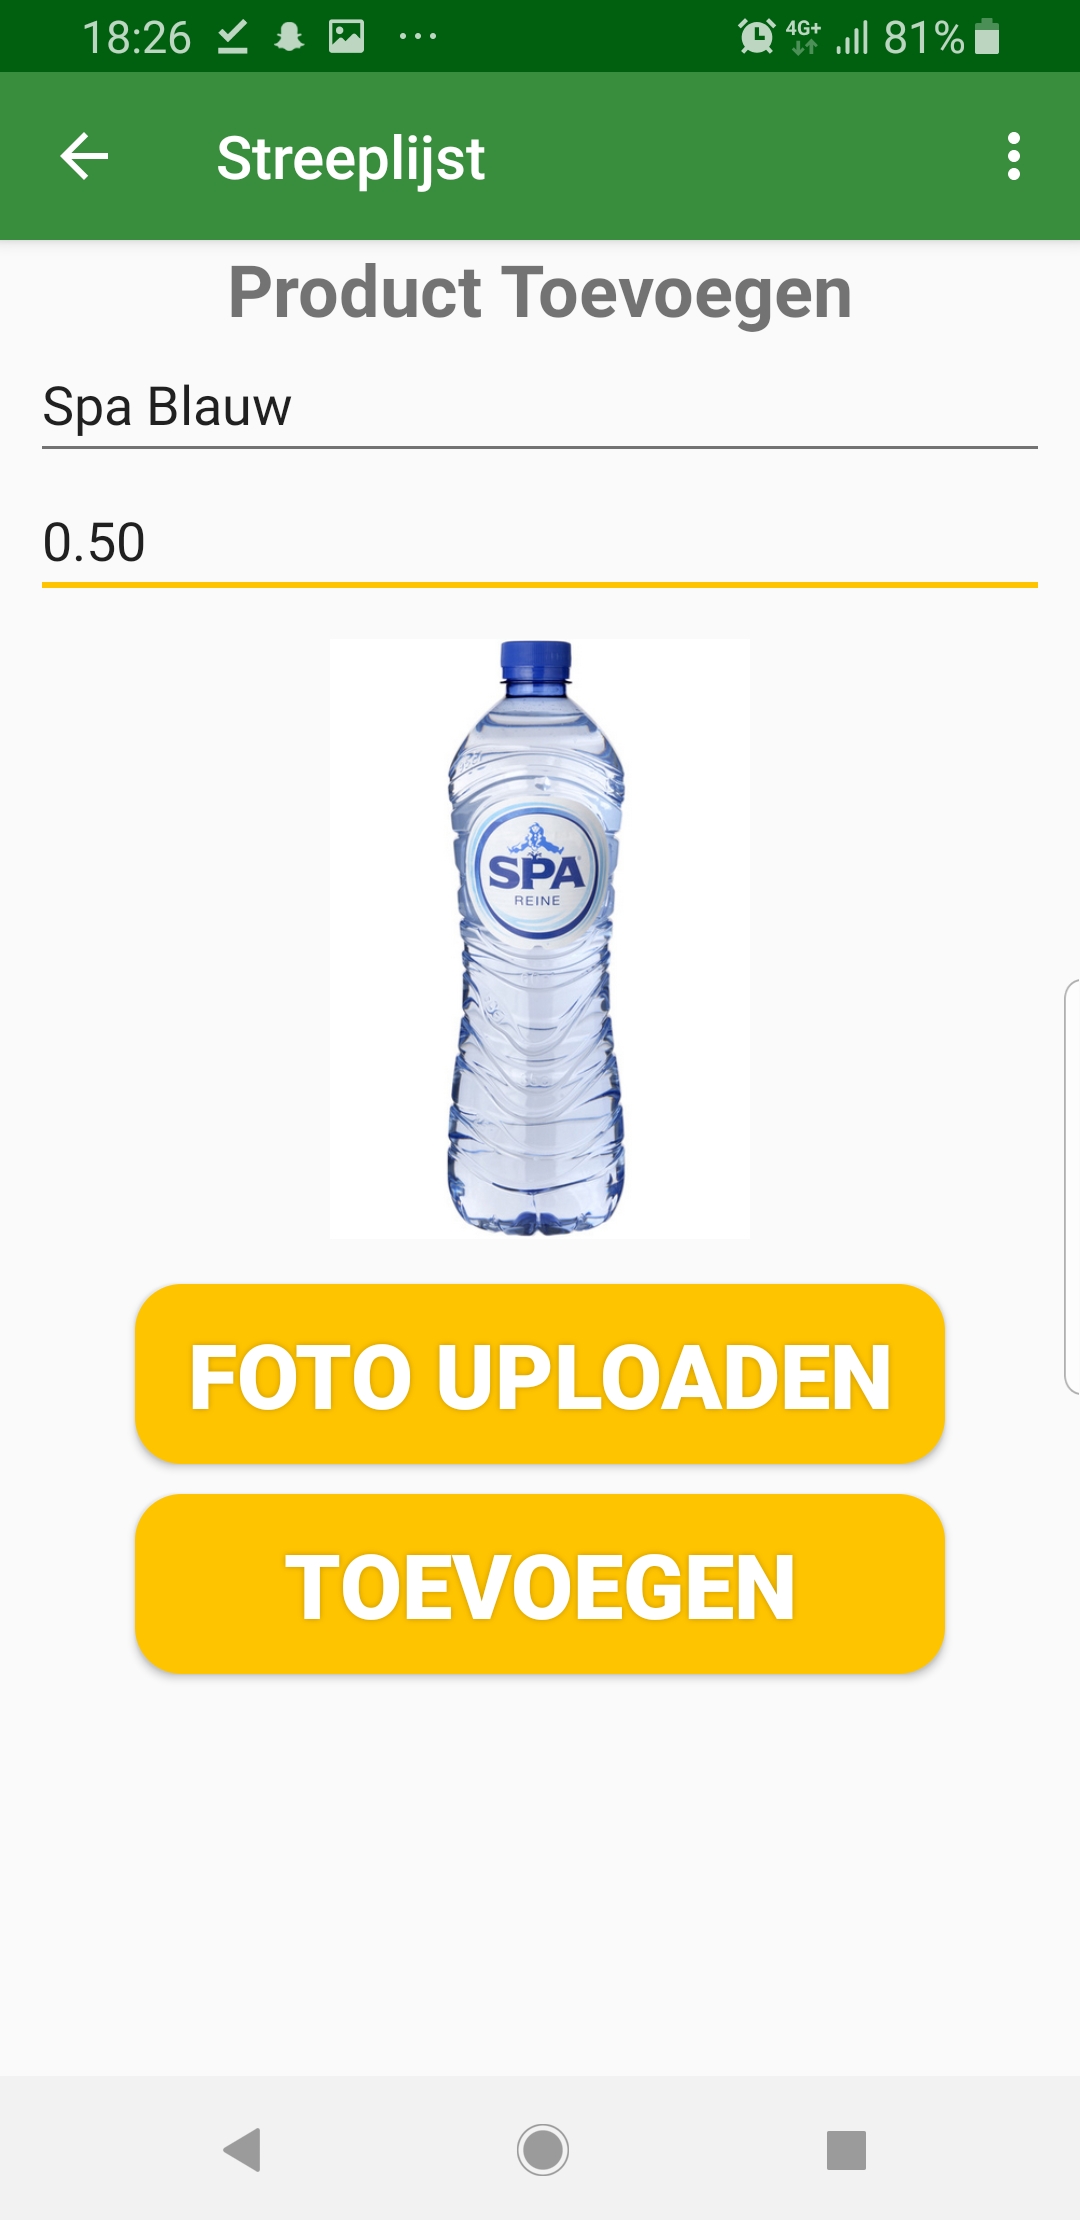 18:26 4G+ 81%
Streeplijst
Product Toevoegen
Spa Blauw
0.50
SPA
REINE
FOTO UPLOADEN
TOEVOEGEN